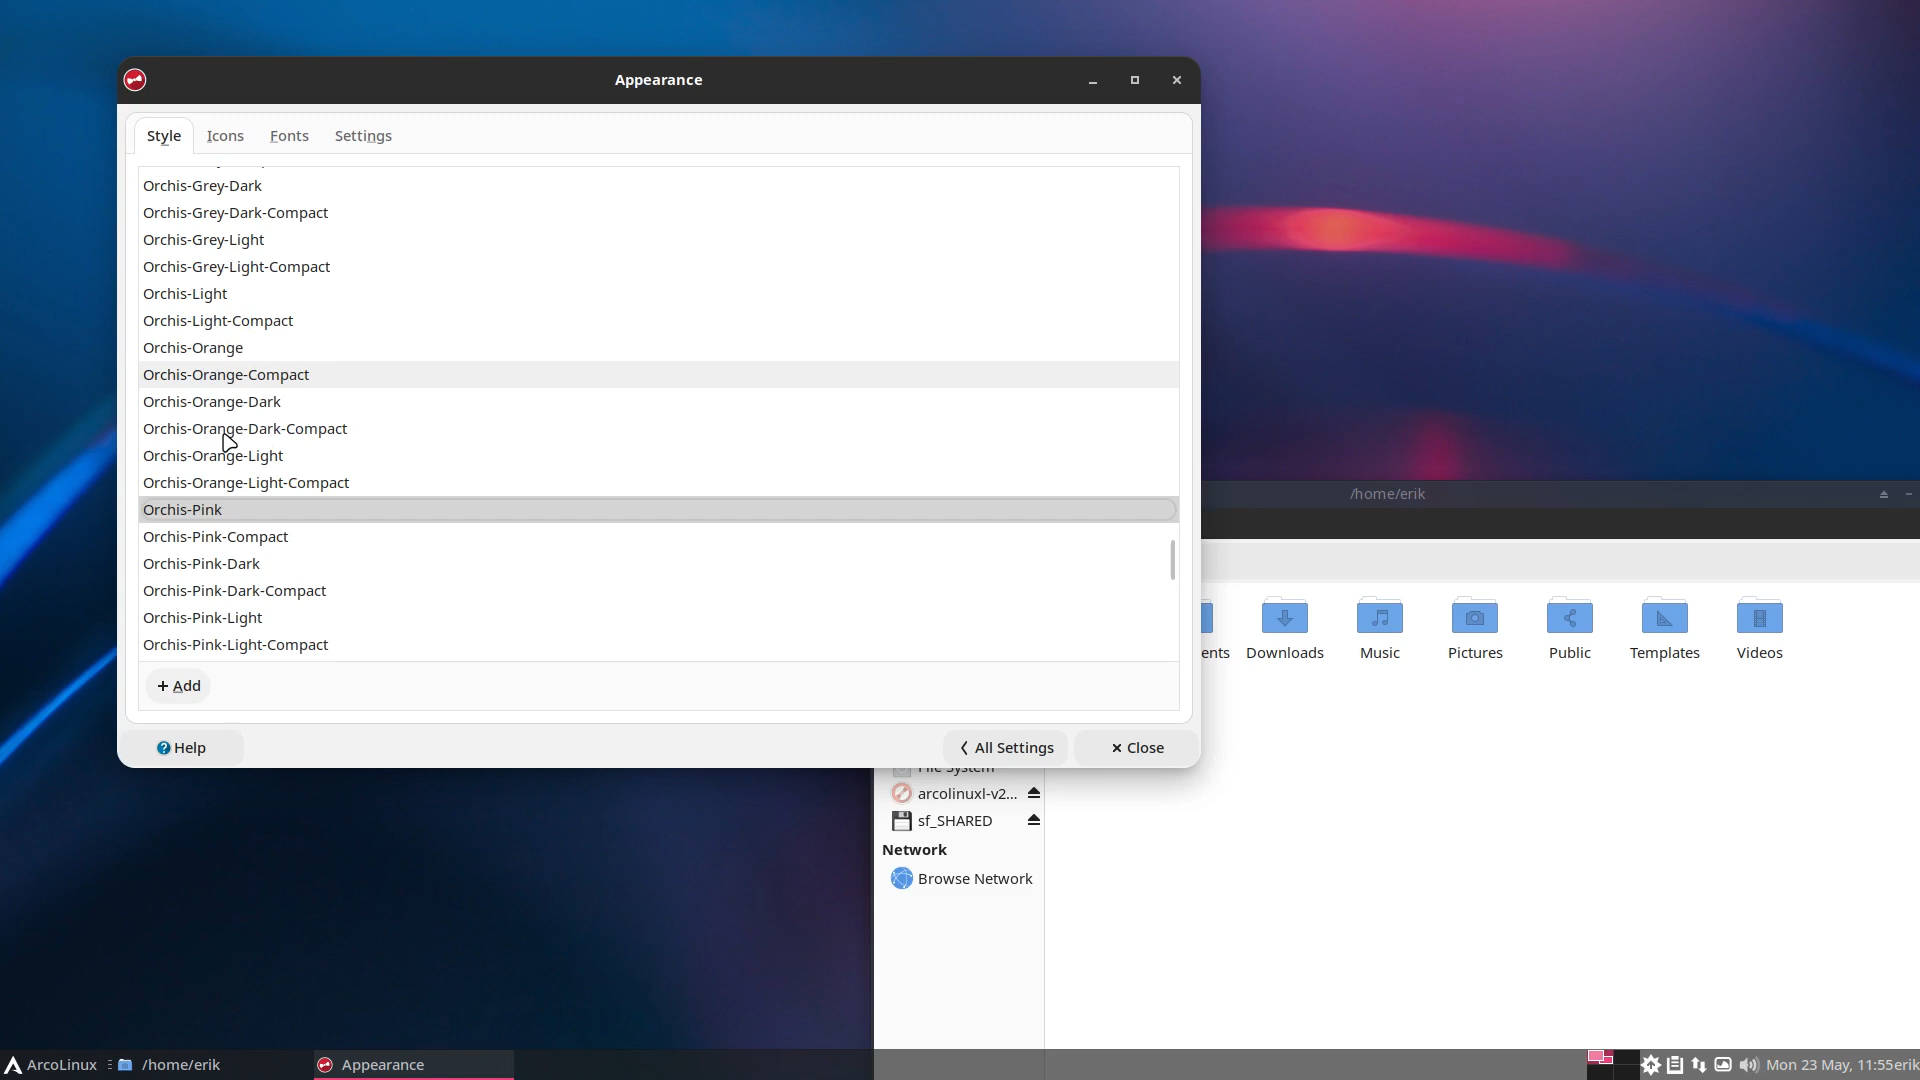 Appearance
Style Icons Fonts Settings
Orchis-Grey-Dark
Orchis-Grey-Dark-Compact
Orchis-Grey-Light
Orchis-Grey-Light-Compact
Orchis-Light
Orchis-Light-Compact
Orchis-Orange
Orchis-Orange-Compact
Orchis-Orange-Dark
Orchis-Orange-Dark-Compact
Orchis-Orange-Light
Orchis-Orange-Light-Compact
Orchis-Pink
Orchis-Pink-Compact
Orchis-Pink-Dark
Orchis-Pink-Dark-Compact
Orchis-Pink-Light
Orchis-Pink-Light-Compact
+ Add
Help All Settings Close
/home/erik
ents Downloads Music Pictures Public Templates Videos
File System
arcolinuxl-v2...
sf_SHARED
Network
Browse Network
ArcoLinux /home/erik Appearance Mon 23 May, 11:55 erik